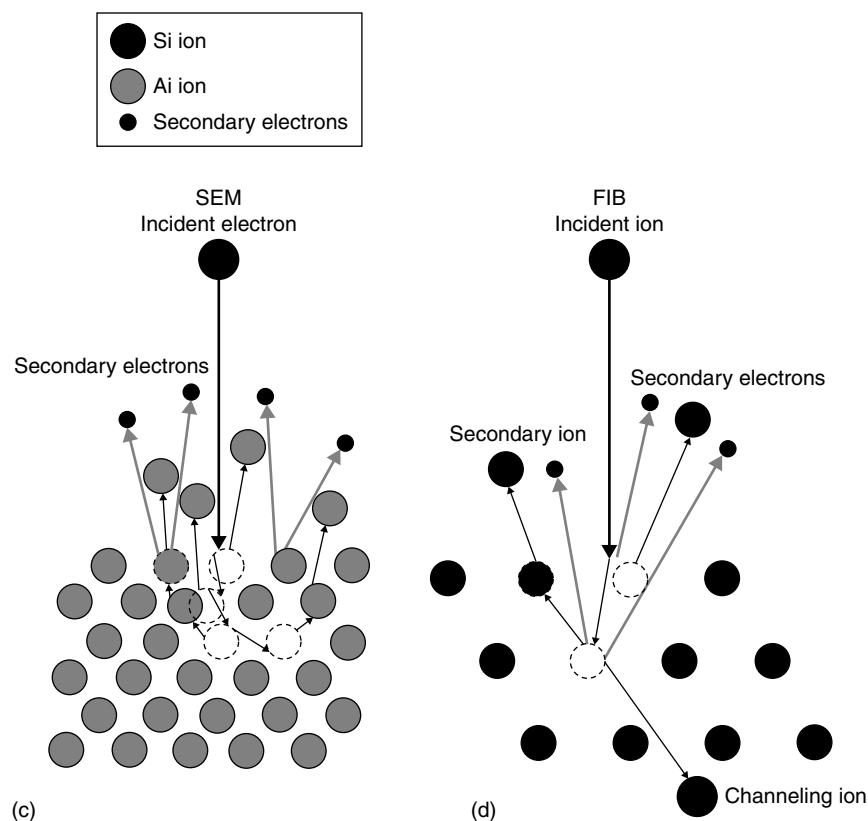 Si ion
Ai ion
Secondary electrons
SEM
Incident electron
FIB
Incident ion
Secondary electrons
Secondary electrons
Secondary ion
Channeling ion
(c)
(d)